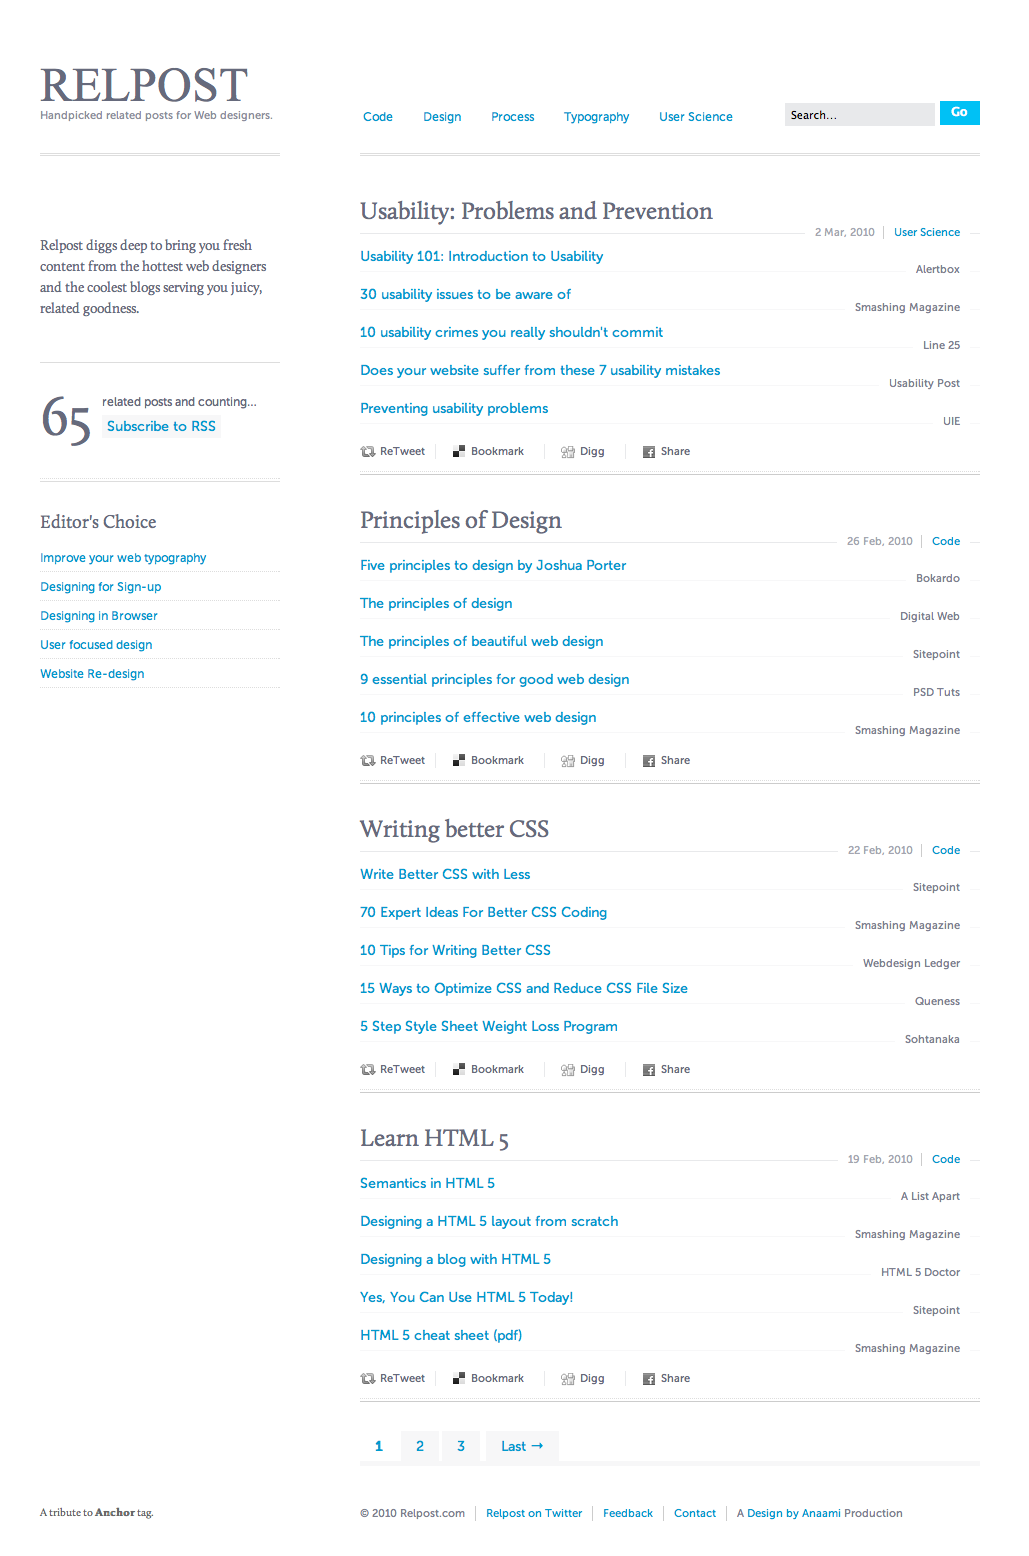 RELPOST
Handpicked related posts for Web designers.
Code Design Process Typography User Science
Search... Go
Relpost diggs deep to bring you fresh
content from the hottest web designers
and the coolest blogs serving you juicy,
related goodness.
65 related posts and counting...
Subscribe to RSS
Editor's Choice
Improve your web typography
Designing for Sign-up
Designing in Browser
User focused design
Website Re-design
Usability: Problems and Prevention
2 Mar, 2010 User Science
Usability 101: Introduction to Usability
Alertbox
30 usability issues to be aware of
Smashing Magazine
10 usability crimes you really shouldn't commit
Line 25
Does your website suffer from these 7 usability mistakes
Usability Post
Preventing usability problems
UIE
ReTweet Bookmark Digg Share
Principles of Design
26 Feb, 2010 Code
Five principles to design by Joshua Porter
Bokardo
The principles of design
Digital Web
The principles of beautiful web design
Sitepoint
9 essential principles for good web design
PSD Tuts
10 principles of effective web design
Smashing Magazine
ReTweet Bookmark Digg Share
Writing better CSS
22 Feb, 2010 Code
Write Better CSS with Less
Sitepoint
70 Expert Ideas For Better CSS Coding
Smashing Magazine
10 Tips for Writing Better CSS
Webdesign Ledger
15 Ways to Optimize CSS and Reduce CSS File Size
Queness
5 Step Style Sheet Weight Loss Program
Sohtanaka
ReTweet Bookmark Digg Share
Learn HTML 5
19 Feb, 2010 Code
Semantics in HTML 5
A List Apart
Designing a HTML 5 layout from scratch
Smashing Magazine
Designing a blog with HTML 5
HTML 5 Doctor
Yes, You Can Use HTML 5 Today!
Sitepoint
HTML 5 cheat sheet (pdf)
Smashing Magazine
ReTweet Bookmark Digg Share
1 2 3 Last →
A tribute to Anchor tag.
© 2010 Relpost.com Relpost on Twitter Feedback Contact A Design by Anaami Production